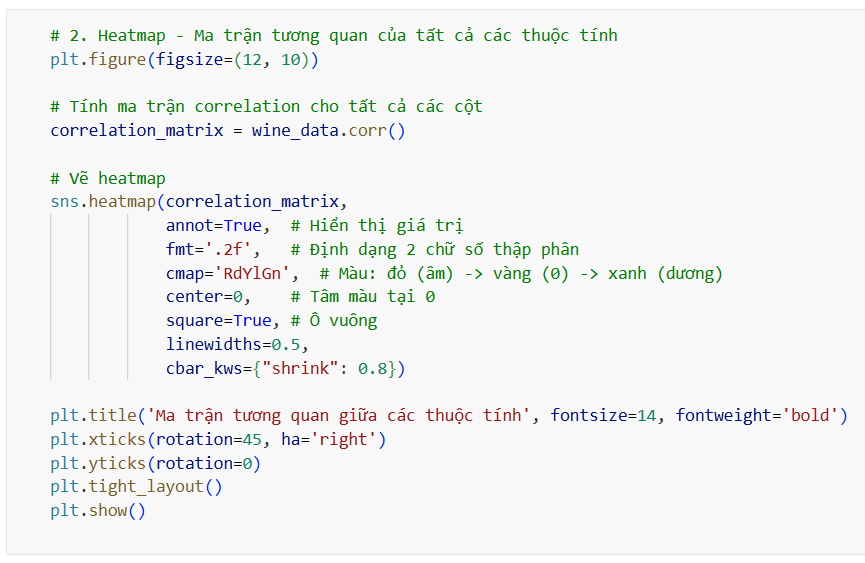 # 2. Heatmap - Ma trận tương quan của tất cả các thuộc tính
plt.figure(figsize=(12, 10))
# Tính ma trận correlation cho tất cả các cột
correlation_matrix = wine_data.corr()
# Vẽ heatmap
sns.heatmap(correlation_matrix,
            annot=True,  # Hiển thị giá trị
            fmt='.2f',   # Định dạng 2 chữ số thập phân
            cmap='RdYlGn',  # Màu: đỏ (âm) -> vàng (0) -> xanh (dương)
            center=0,    # Tâm màu tại 0
            square=True, # Ô vuông
            linewidths=0.5,
            cbar_kws={"shrink": 0.8})
plt.title('Ma trận tương quan giữa các thuộc tính', fontsize=14, fontweight='bold')
plt.xticks(rotation=45, ha='right')
plt.yticks(rotation=0)
plt.tight_layout()
plt.show()